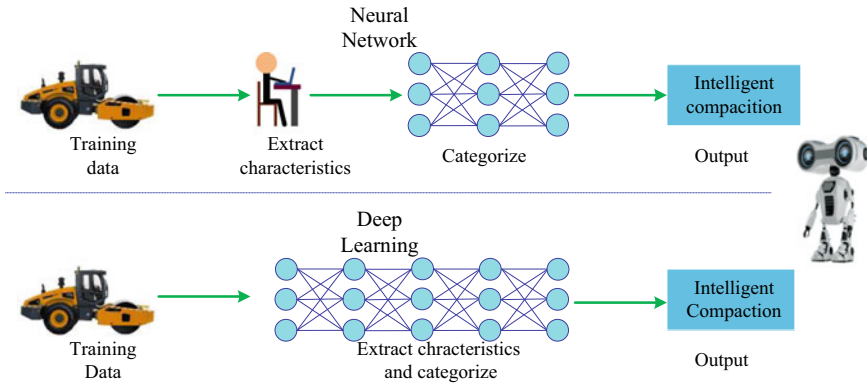 Neural
Network
Training
data
Extract
characteristics
Categorize
Intelligent
compacition
Output
Deep
Learning
Training
Data
Extract chracteristics
and categorize
Intelligent
Compaction
Output